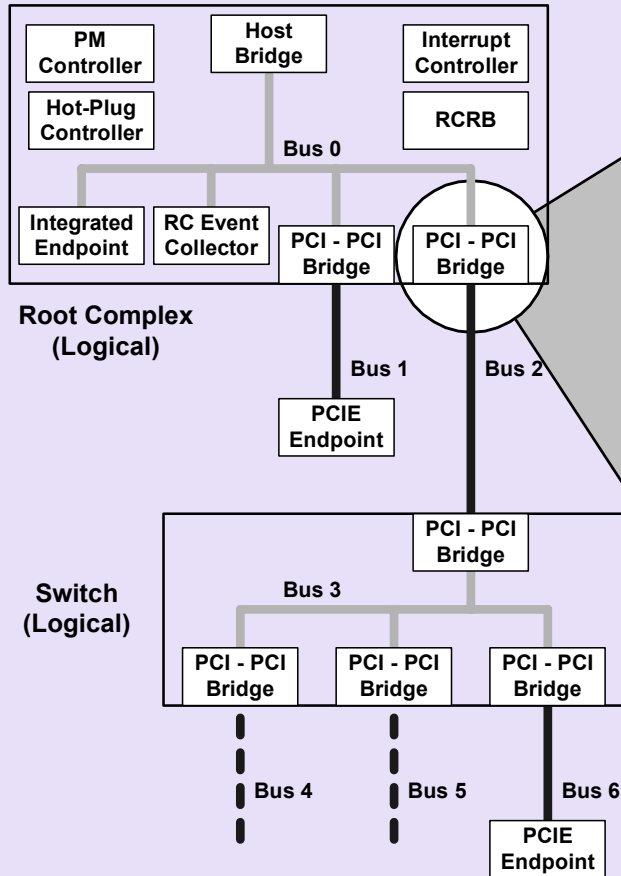 PM
Controller
Host
Bridge
Interrupt
Controller
Hot-Plug
Controller
RCRB
Bus 0
Integrated
Endpoint
RC Event
Collector
PCI - PCI
Bridge
PCI - PCI
Bridge
Root Complex
(Logical)
Bus 1
Bus 2
PCIE
Endpoint
PCI - PCI
Bridge
Switch
(Logical)
Bus 3
PCI - PCI
Bridge
PCI - PCI
Bridge
PCI - PCI
Bridge
Bus 4
Bus 5
Bus 6
PCIE
Endpoint